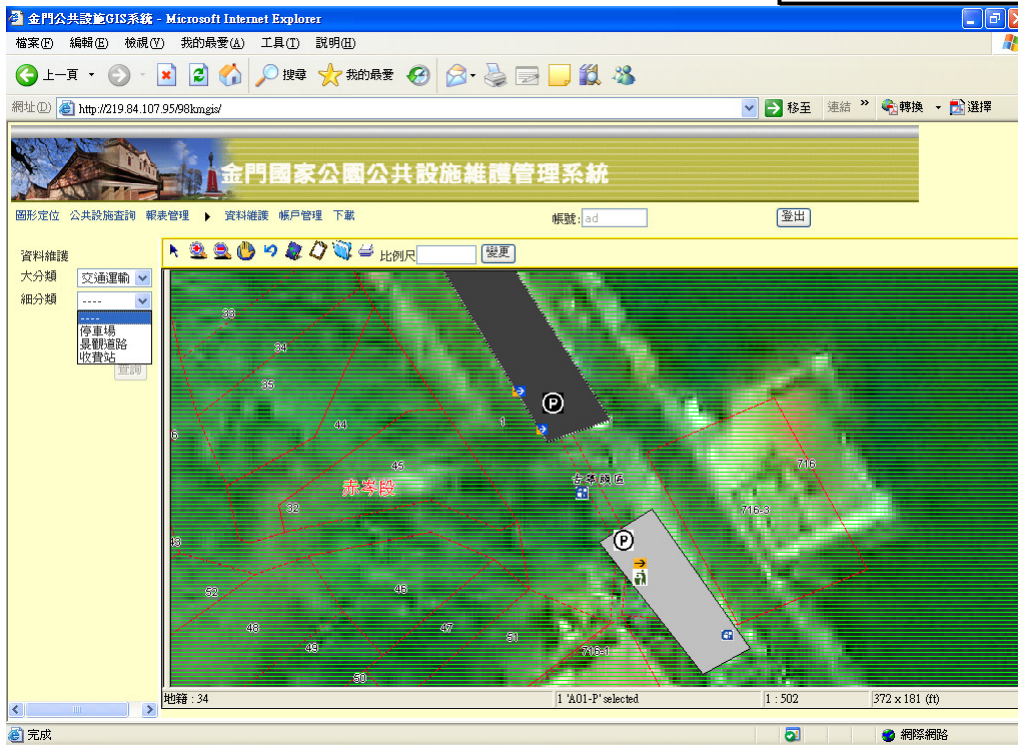 金門公共設施GIS系統 - Microsoft Internet Explorer
檔案(F) 編輯(E) 檢視(V) 我的最愛(A) 工具(T) 說明(H)
上一頁 搜尋 我的最愛
網址(D) http://219.84.107.95/98kmgis/ 移至 連結 » 轉換 選擇
金門國家公園公共設施維護管理系統
圖形定位 公共設施查詢 報表管理 資料維護 帳戶管理 下載 帳號: ad 登出
資料維護
比例尺 變更
大分類 交通運輸
細分類 ----
----
停車場
景觀道路
收費站
查詢
33
34
35
44
1
45
赤岑段
32
716
716-3
P
P
52
46
48
47
49
51
716-1
50
地籍 : 34 1 'A01-P' selected 1 : 502 372 x 181 (ft)
完成 網際網路